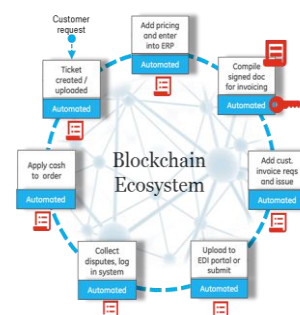 Customer
request
Ticket
created /
uploaded
Automated
Add pricing
and enter
into ERP
Automated
Compile
signed doc
for invoicing
Automated
Add cust.
invoice reqs
and issue
Automated
Upload to
EDI portal or
submit
Automated
Collect
disputes, log
in system
Automated
Apply cash
to order
Automated
Blockchain
Ecosystem